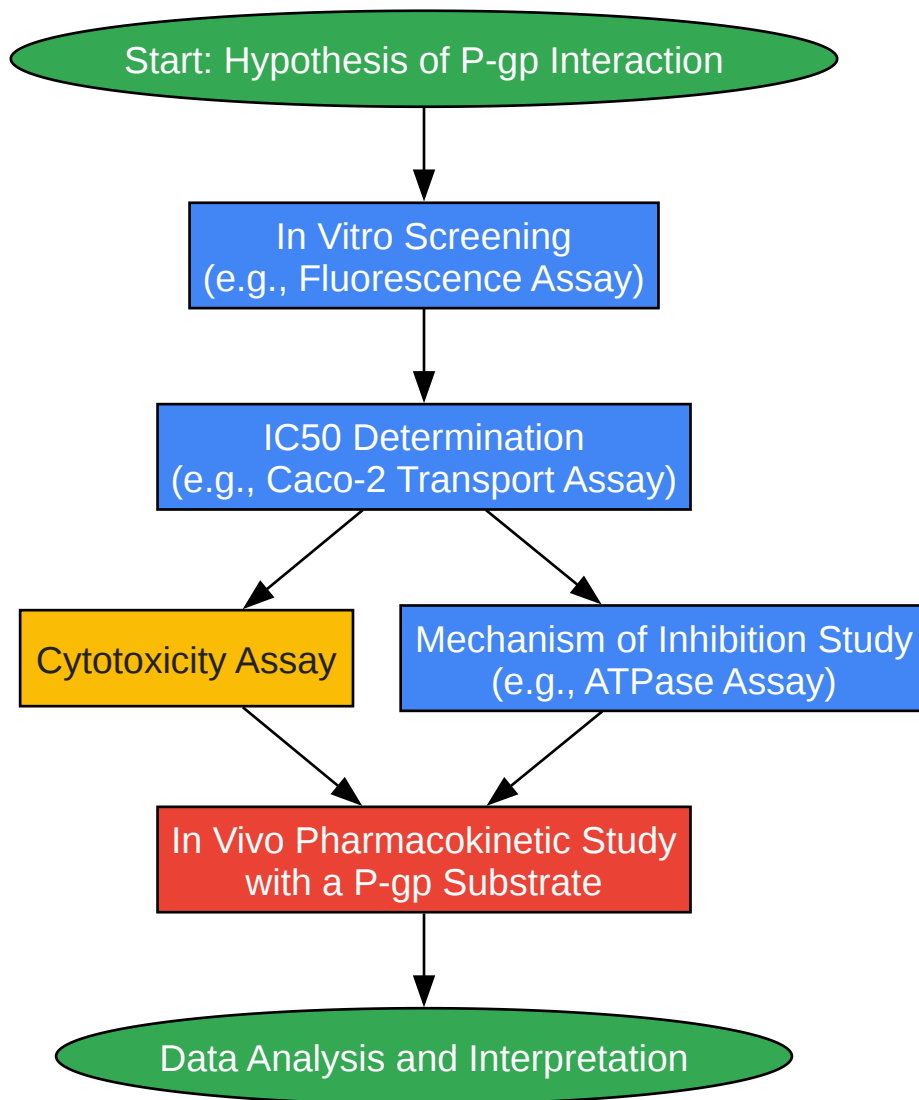 Start: Hypothesis of P-gp Interaction
In Vitro Screening
(e.g., Fluorescence Assay)
IC50 Determination
(e.g., Caco-2 Transport Assay)
Cytotoxicity Assay
Mechanism of Inhibition Study
(e.g., ATPase Assay)
In Vivo Pharmacokinetic Study
with a P-gp Substrate
Data Analysis and Interpretation